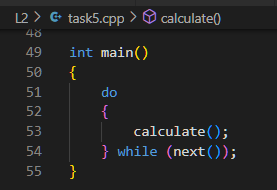 L2 > task5.cpp > calculate()
48
49 int main()
50 {
51     do
52     {
53         calculate();
54     } while (next());
55 }